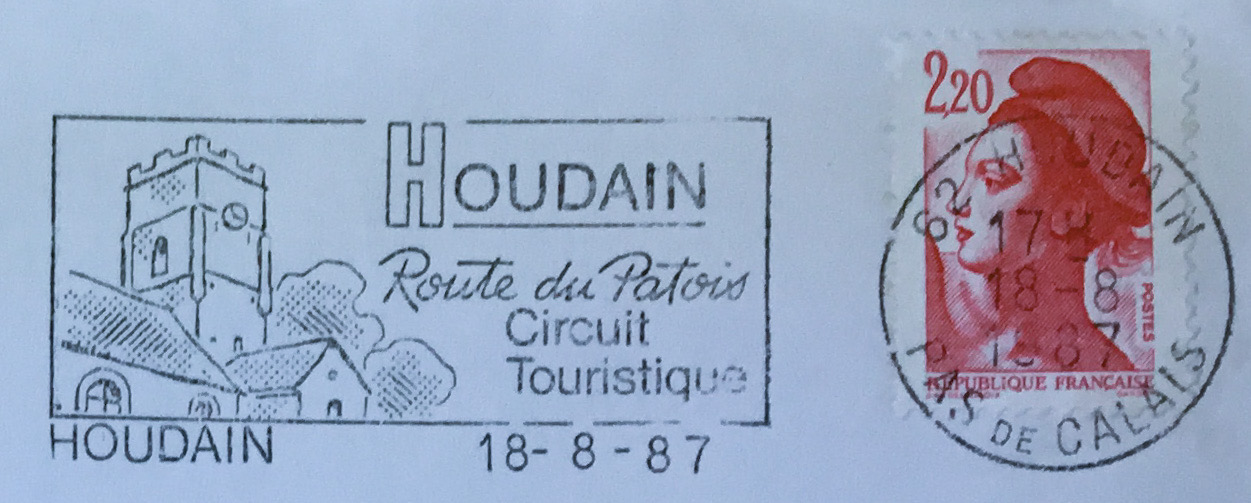 HOUDAIN
Route du Patois
Circuit
Touristique
HOUDAIN 18-8-87
2,20
POSTES
RÉPUBLIQUE FRANÇAISE
62 HOUDAIN
17 H
18-8
1987
PAS DE CALAIS